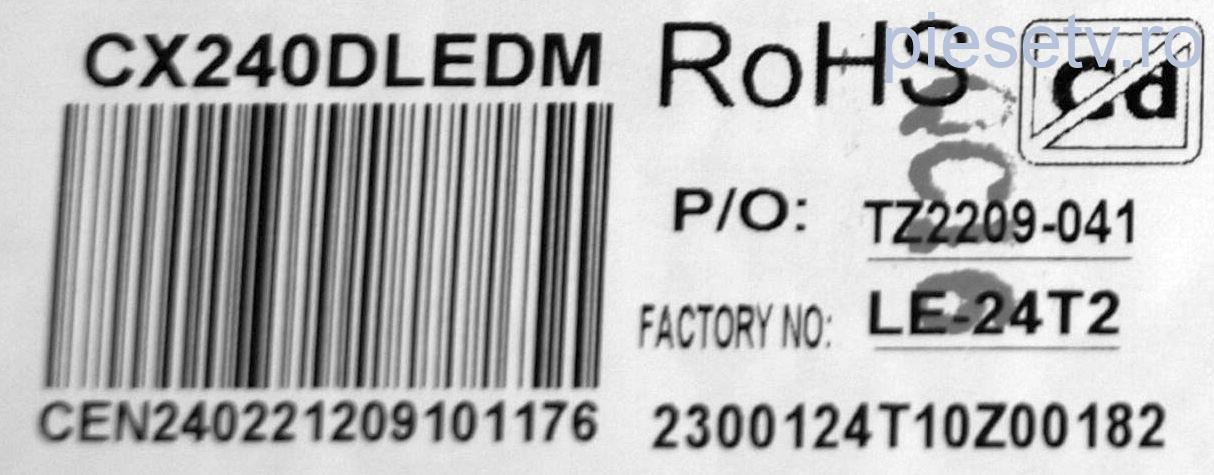 CX240DLEDM
CEN240221209101176
RoHS
Cd
piesetv.ro
P/O: TZ2209-041
FACTORY NO: LE-24T2
2300124T10Z00182